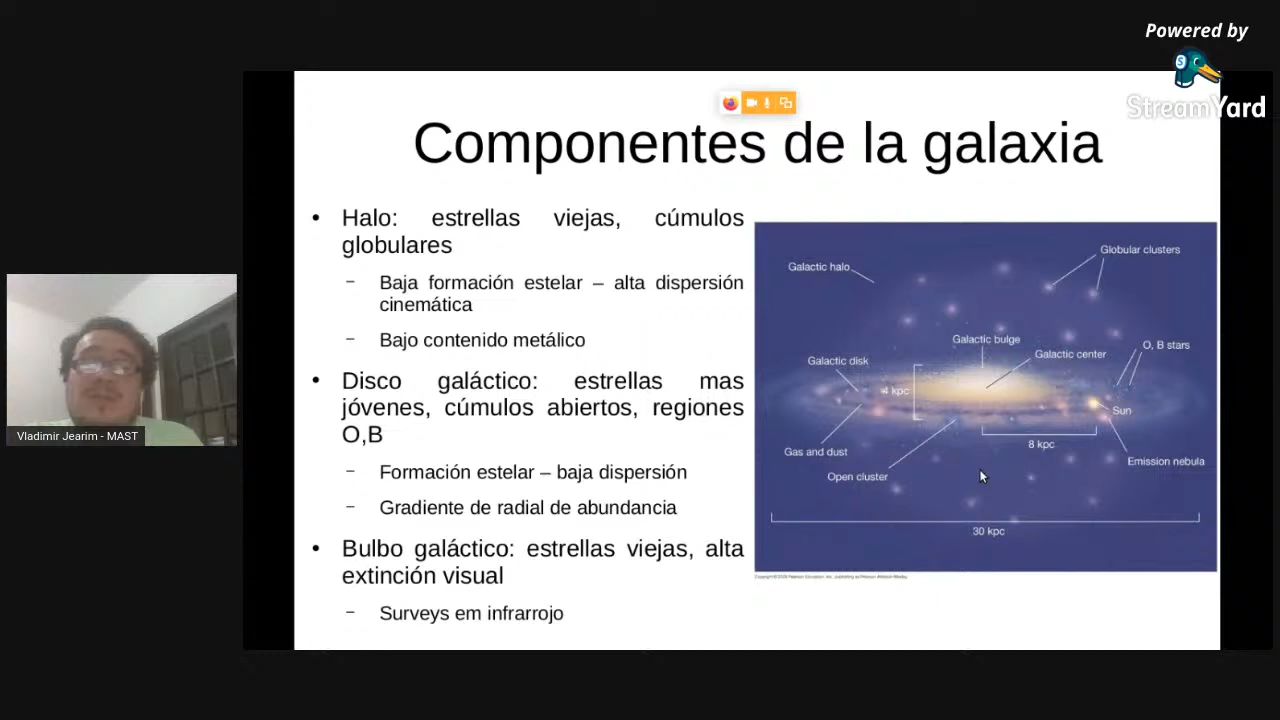 Powered by
StreamYard
Componentes de la galaxia
• Halo: estrellas viejas, cúmulos
globulares
– Baja formación estelar – alta dispersión
cinemática
– Bajo contenido metálico
• Disco galáctico: estrellas mas
jóvenes, cúmulos abiertos, regiones
O,B
– Formación estelar – baja dispersión
– Gradiente de radial de abundancia
• Bulbo galáctico: estrellas viejas, alta
extinción visual
– Surveys em infrarrojo
Globular clusters
Galactic halo
Galactic bulge
O, B stars
Galactic center
Galactic disk
4 kpc
Sun
8 kpc
Gas and dust
Emission nebula
Open cluster
30 kpc
Vladimir Jearim - MAST